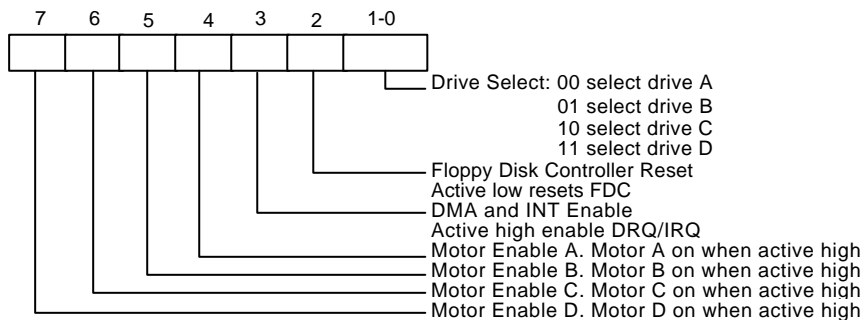 7 6 5 4 3 2 1-0
Drive Select: 00 select drive A
01 select drive B
10 select drive C
11 select drive D
Floppy Disk Controller Reset
Active low resets FDC
DMA and INT Enable
Active high enable DRQ/IRQ
Motor Enable A. Motor A on when active high
Motor Enable B. Motor B on when active high
Motor Enable C. Motor C on when active high
Motor Enable D. Motor D on when active high